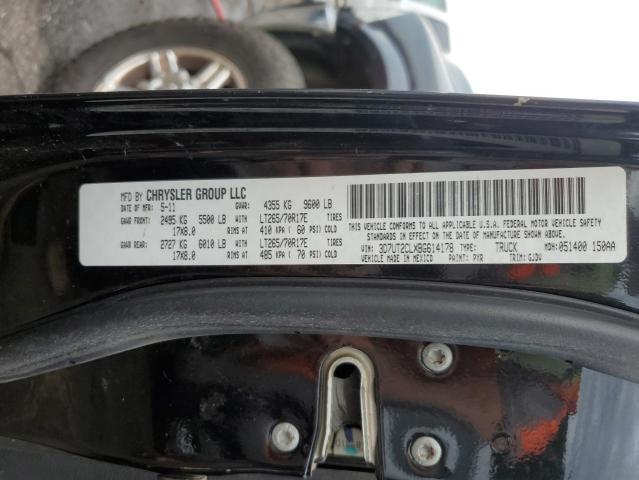 MFD BY CHRYSLER GROUP LLC
DATE OF MFR: 5-11 GVWR: 4355 KG 9600 LB
GAWR FRONT: 2495 KG 5500 LB WITH LT265/70R17E TIRES
17X8.0 RIMS AT 410 KPA ( 60 PSI) COLD
GAWR REAR: 2727 KG 6010 LB WITH LT265/70R17E TIRES
17X8.0 RIMS AT 485 KPA ( 70 PSI) COLD
THIS VEHICLE CONFORMS TO ALL APPLICABLE U.S.A. FEDERAL MOTOR VEHICLE SAFETY
STANDARDS IN EFFECT ON THE DATE OF MANUFACTURE SHOWN ABOVE.
VIN: 3D7UT2CLXBG614178 TYPE: TRUCK MDH: 051400 150AA
VEHICLE MADE IN MEXICO PAINT: PXR TRIM: GJDV